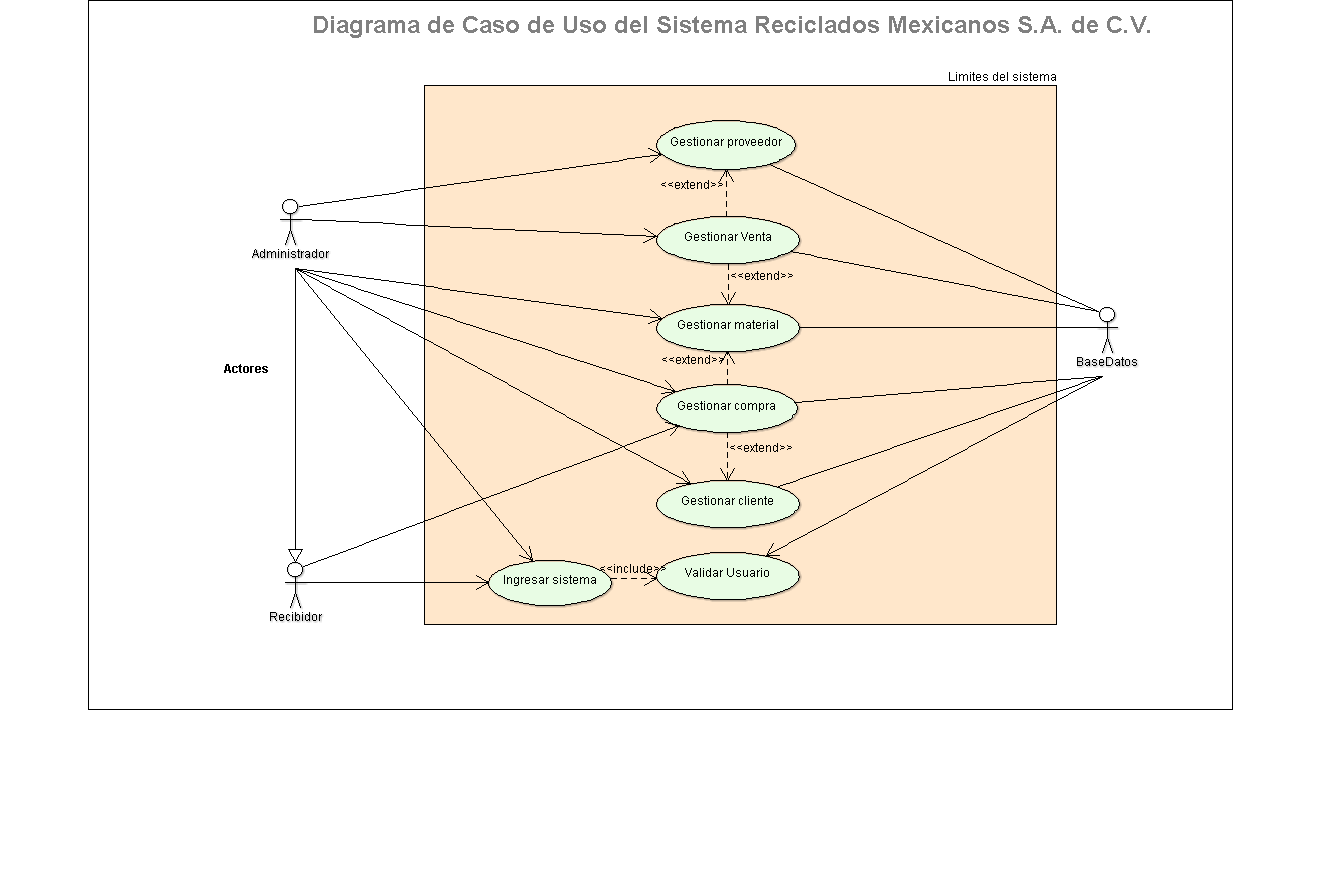 Diagrama de Caso de Uso del Sistema Reciclados Mexicanos S.A. de C.V.
Limites del sistema
Gestionar proveedor
<<extend>>
Gestionar Venta
Administrador
<<extend>>
Gestionar material
<<extend>>
BaseDatos
Actores
Gestionar compra
<<extend>>
Gestionar cliente
<<include>>
Validar Usuario
Ingresar sistema
Recibidor